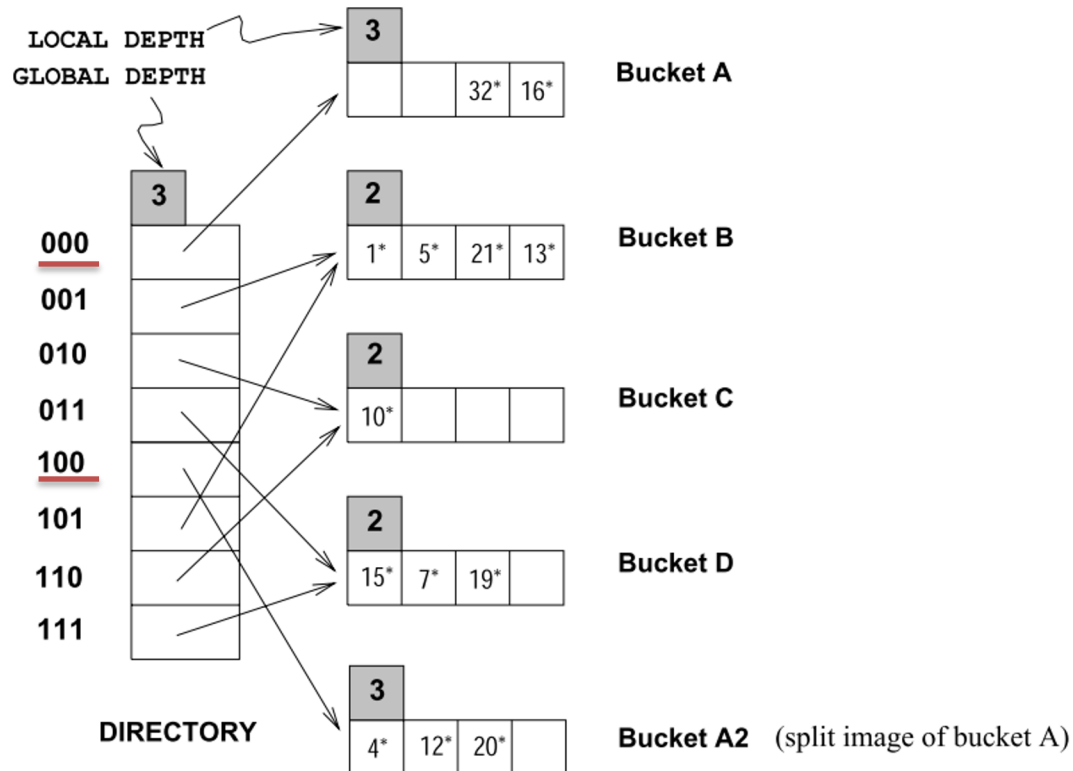 LOCAL DEPTH
GLOBAL DEPTH
3
32* 16*
Bucket A
3
000
001
010
011
100
101
110
111
DIRECTORY
2
1* 5* 21* 13*
Bucket B
2
10*
Bucket C
2
15* 7* 19*
Bucket D
3
4* 12* 20*
Bucket A2 (split image of bucket A)